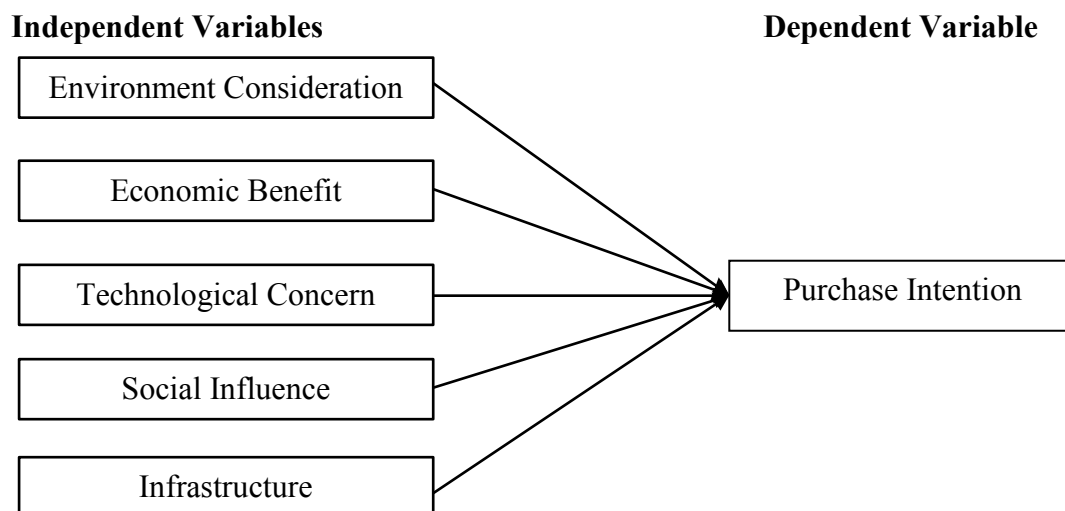 Independent Variables
Dependent Variable
Environment Consideration
Economic Benefit
Technological Concern
Purchase Intention
Social Influence
Infrastructure